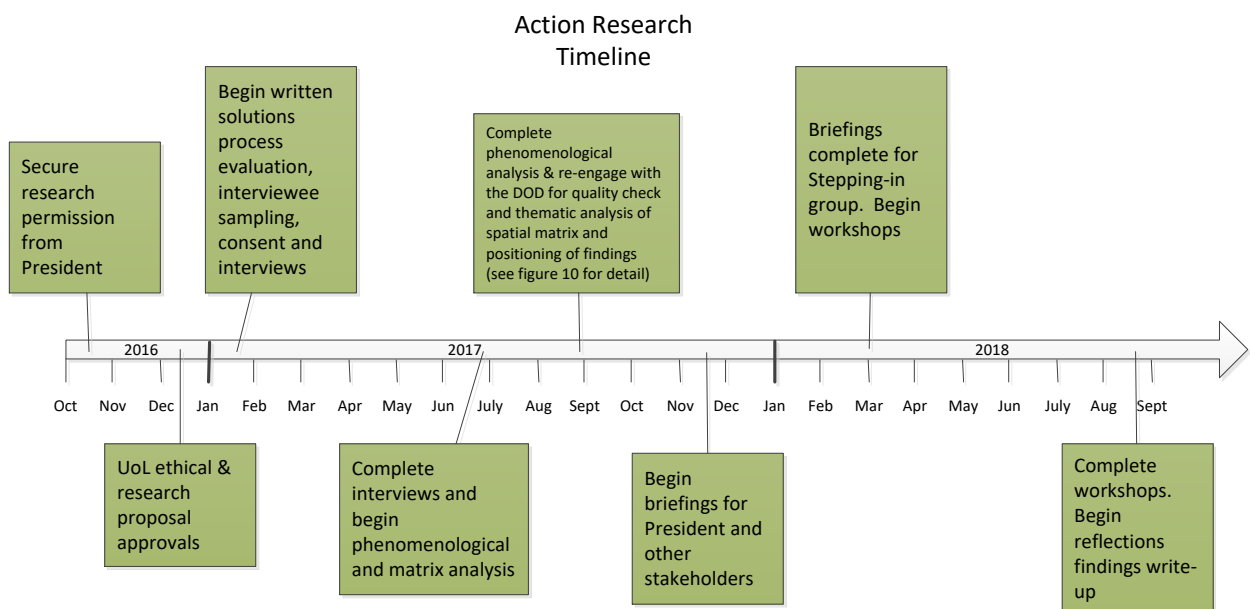 Action Research
Timeline
Secure
research
permission
from
President
Begin written
solutions
process
evaluation,
interviewee
sampling,
consent and
interviews
Complete
phenomenological
analysis & re-engage with
the DOD for quality check
and thematic analysis of
spatial matrix and
positioning of findings
(see figure 10 for detail)
Briefings
complete for
Stepping-in
group.  Begin
workshops
2016 2017 2018
Oct Nov Dec Jan Feb Mar Apr May Jun July Aug Sept Oct Nov Dec Jan Feb Mar Apr May Jun July Aug Sept
UoL ethical &
research
proposal
approvals
Complete
interviews and
begin
phenomenological
and matrix analysis
Begin
briefings for
President and
other
stakeholders
Complete
workshops.
Begin
reflections
findings write-
up